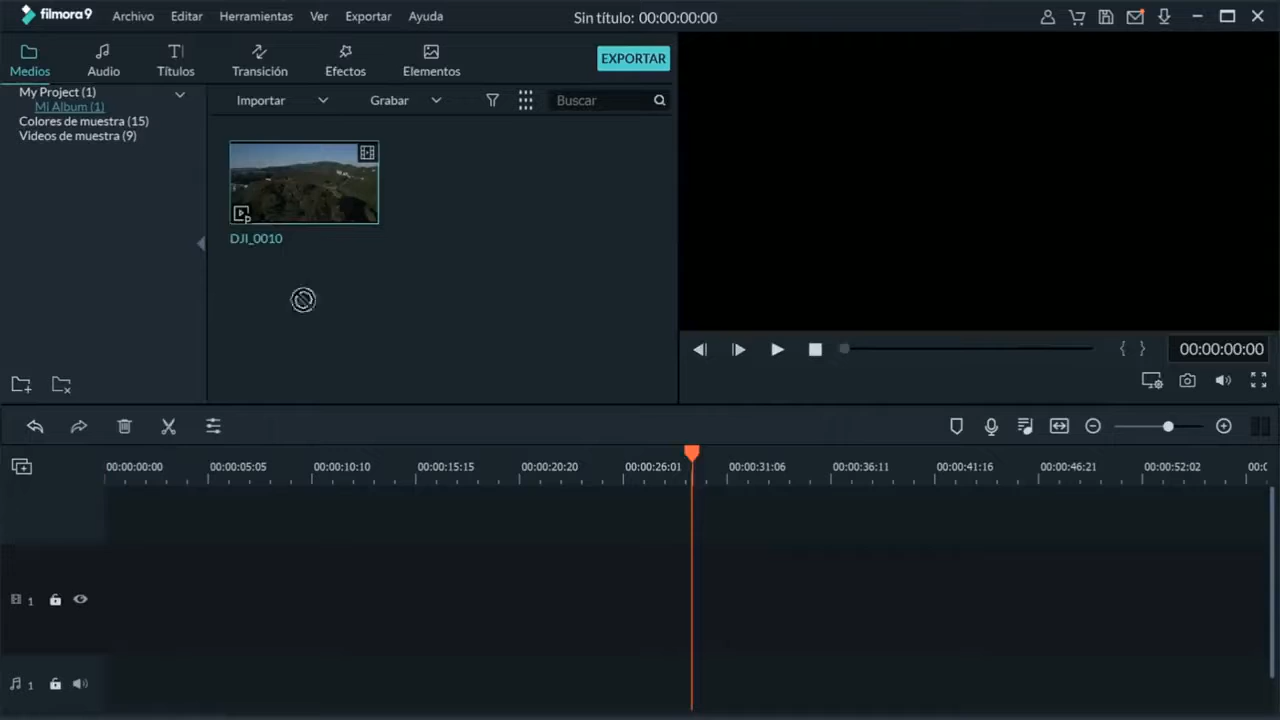 filmora9 Archivo Editar Herramientas Ver Exportar Ayuda Sin título: 00:00:00:00
Medios Audio Títulos Transición Efectos Elementos EXPORTAR
My Project (1)
Mi Album (1)
Colores de muestra (15)
Videos de muestra (9)
Importar Grabar Buscar
DJI_0010
00:00:00:00
00:00:00:00 00:00:05:05 00:00:10:10 00:00:15:15 00:00:20:20 00:00:26:01 00:00:31:06 00:00:36:11 00:00:41:16 00:00:46:21 00:00:52:02 00:0
1
1